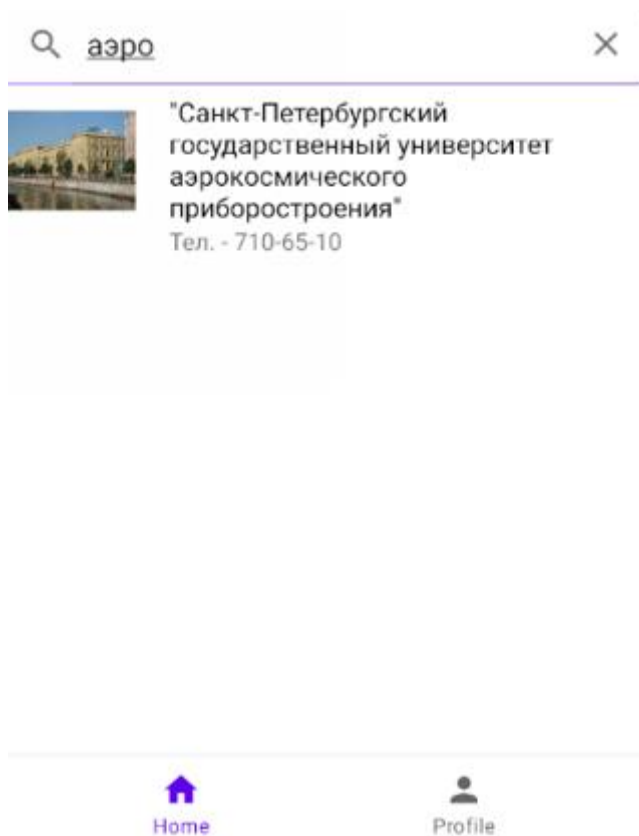 аэро
"Санкт-Петербургский
государственный университет
аэрокосмического
приборостроения"
Тел. - 710-65-10
Home
Profile